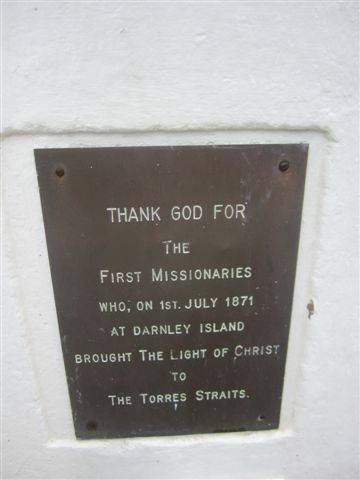 THANK GOD FOR
THE
FIRST MISSIONARIES
WHO, ON 1ST. JULY 1871
AT DARNLEY ISLAND
BROUGHT THE LIGHT OF CHRIST
TO
THE TORRES STRAITS.